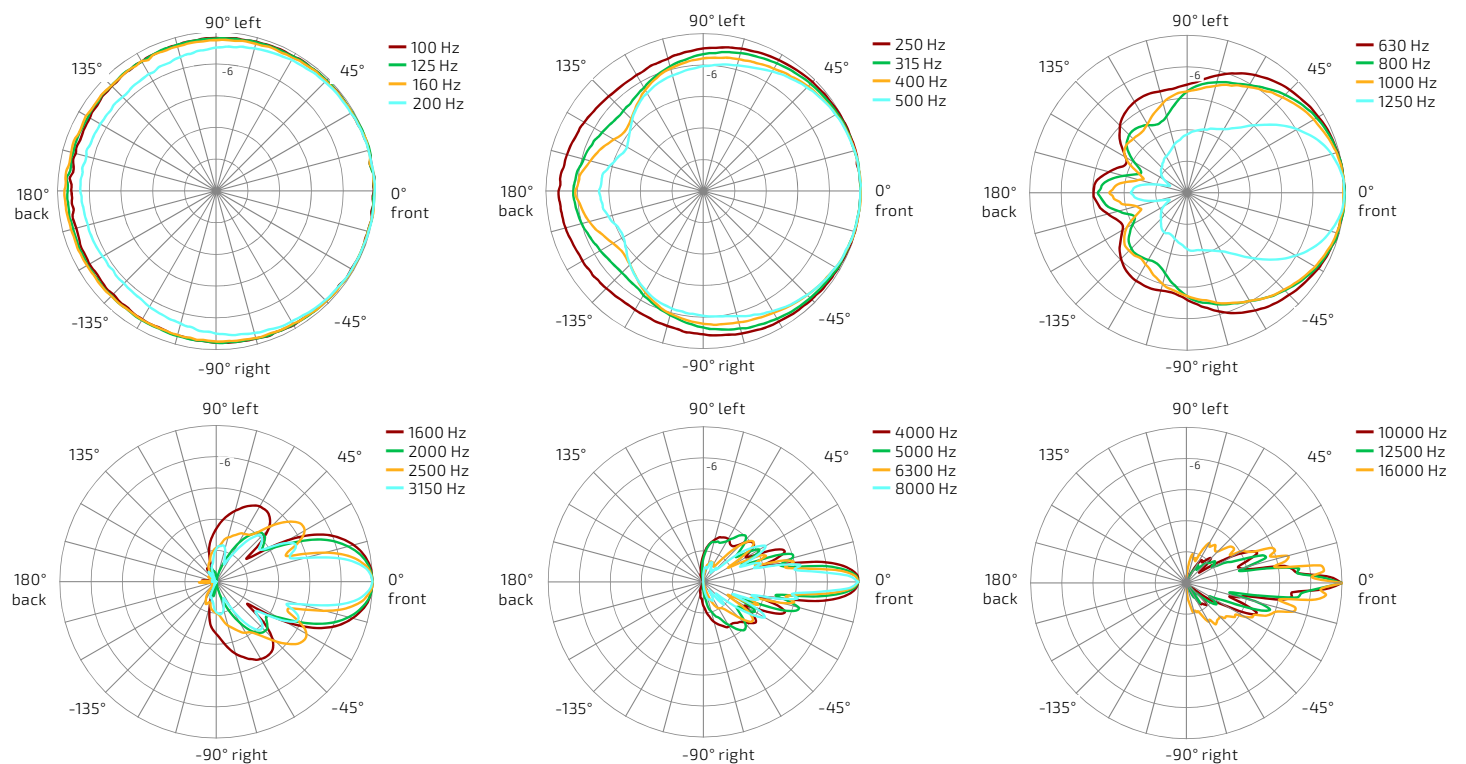 90° left
135°
45°
-6
180°
back
0°
front
-135°
-45°
-90° right
100 Hz
125 Hz
160 Hz
200 Hz
90° left
135°
45°
-6
180°
back
0°
front
-135°
-45°
-90° right
250 Hz
315 Hz
400 Hz
500 Hz
90° left
135°
45°
-6
180°
back
0°
front
-135°
-45°
-90° right
630 Hz
800 Hz
1000 Hz
1250 Hz
90° left
135°
45°
-6
180°
back
0°
front
-135°
-45°
-90° right
1600 Hz
2000 Hz
2500 Hz
3150 Hz
90° left
135°
45°
-6
180°
back
0°
front
-135°
-45°
-90° right
4000 Hz
5000 Hz
6300 Hz
8000 Hz
90° left
135°
45°
-6
180°
back
0°
front
-135°
-45°
-90° right
10000 Hz
12500 Hz
16000 Hz